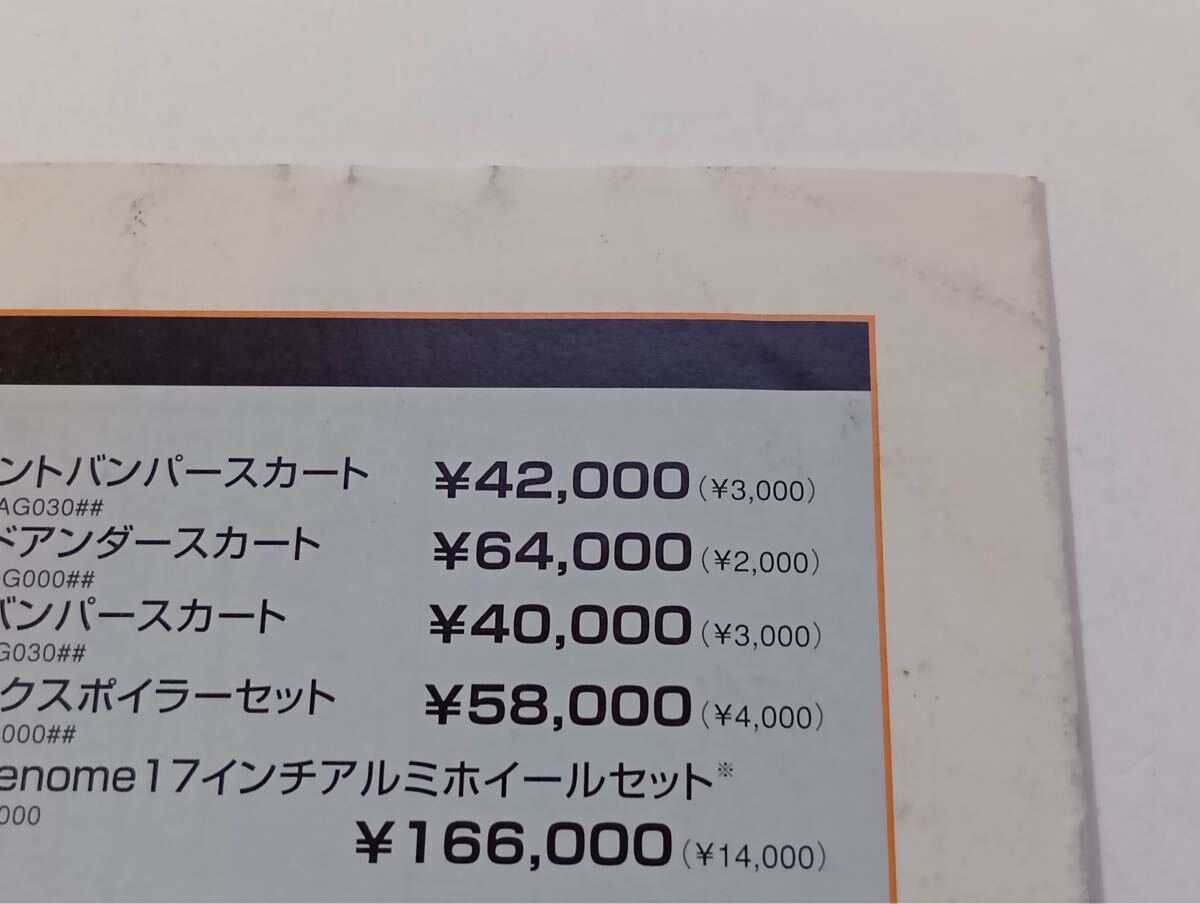 ントバンパースカート ¥42,000(¥3,000)
AG030##
ドアンダースカート ¥64,000(¥2,000)
G000##
バンパースカート ¥40,000(¥3,000)
G030##
クスポイラーセット ¥58,000(¥4,000)
000##
enome17インチアルミホイールセット※
000
¥166,000(¥14,000)